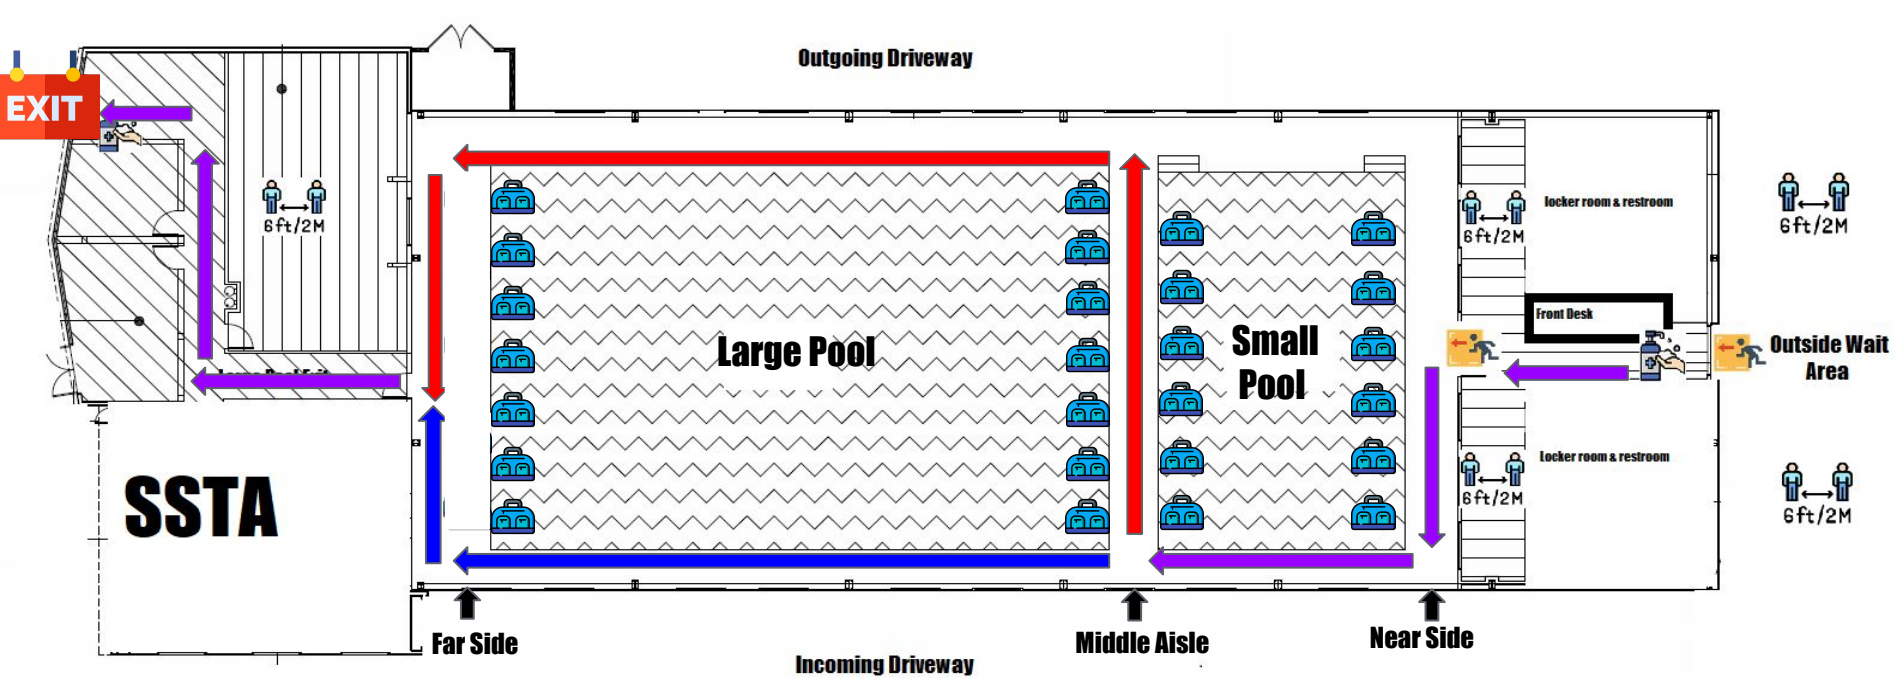 Outgoing Driveway
EXIT
6ft/2M
6ft/2M
locker room & restroom
6ft/2M
Front Desk
Large Pool
Small
Pool
Outside Wait
Area
Locker room & restroom
6ft/2M
6ft/2M
SSTA
Far Side
Middle Aisle
Near Side
Incoming Driveway